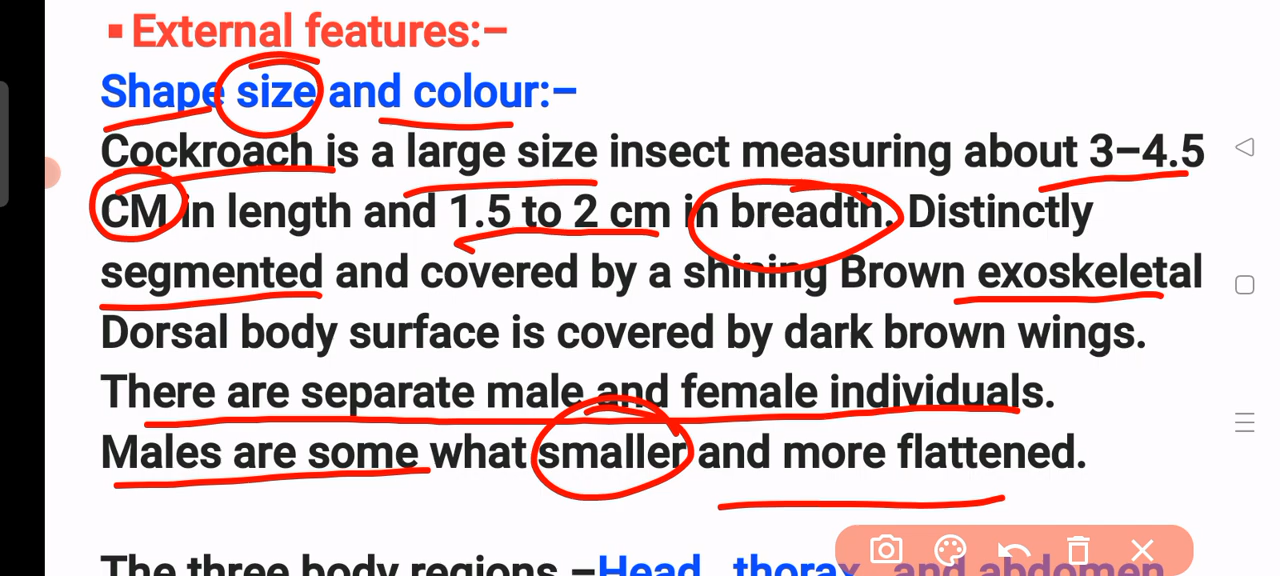 ▪External features:–
Shape size and colour:–
Cockroach is a large size insect measuring about 3–4.5
CM in length and 1.5 to 2 cm in breadth. Distinctly
segmented and covered by a shining Brown exoskeletal
Dorsal body surface is covered by dark brown wings.
There are separate male and female individuals.
Males are some what smaller and more flattened.
The three body regions –Head, thorax, and abdomen